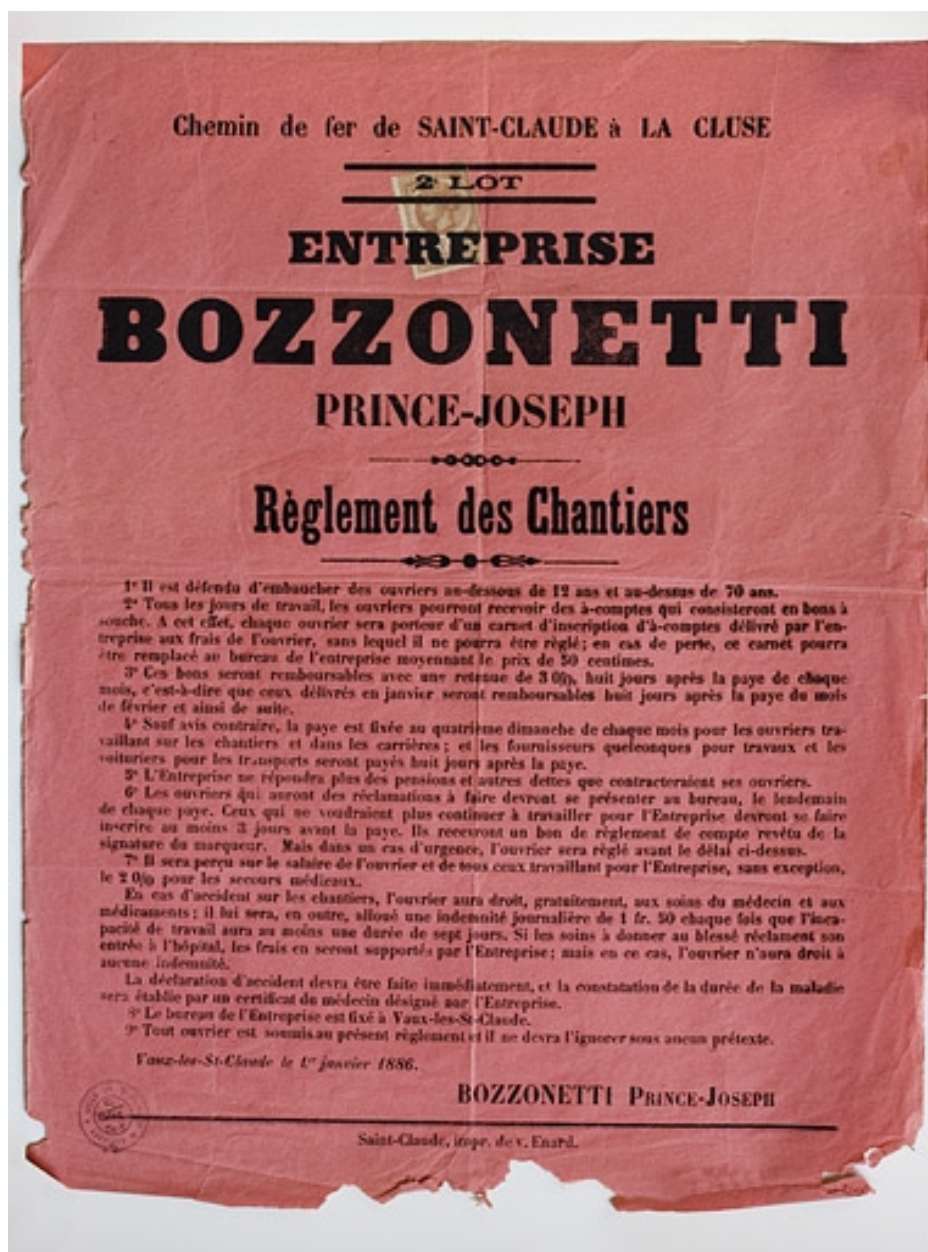 Chemin de fer de SAINT-CLAUDE à LA CLUSE
2e LOT
ENTREPRISE
BOZZONETTI
PRINCE-JOSEPH
Règlement des Chantiers
1º Il est défendu d'embaucher des ouvriers au-dessous de 12 ans et au-dessus de 70 ans.
2º Tous les jours de travail, les ouvriers pourront recevoir des à-comptes qui consisteront en bons à
souche. A cet effet, chaque ouvrier sera porteur d'un carnet d'inscription d'à-comptes délivré par l'en-
treprise aux frais de l'ouvrier, sans lequel il ne pourra être règlé; en cas de perte, ce carnet pourra
être remplacé au bureau de l'entreprise moyennant le prix de 50 centimes.
3º Ces bons seront remboursables avec une retenue de 3 0/0, huit jours après la paye de chaque
mois, c'est-à-dire que ceux délivrés en janvier seront remboursables huit jours après la paye du mois
de février et ainsi de suite.
4º Sauf avis contraire, la paye est fixée au quatrième dimanche de chaque mois pour les ouvriers tra-
vaillant sur les chantiers et dans les carrières; et les fournisseurs quelconques pour travaux et les
voituriers pour les transports seront payés huit jours après la paye.
5º L'Entreprise ne répondra plus des pensions et autres dettes que contracteraient ses ouvriers.
6º Les ouvriers qui auront des réclamations à faire devront se présenter au bureau, le lendemain
de chaque paye. Ceux qui ne voudraient plus continuer à travailler pour l'Entreprise devront se faire
inscrire au moins 3 jours avant la paye. Ils recevront un bon de règlement de compte revêtu de la
signature du marqueur. Mais dans un cas d'urgence, l'ouvrier sera règlé avant le délai ci-dessus.
7º Il sera perçu sur le salaire de l'ouvrier et de tous ceux travaillant pour l'Entreprise, sans exception,
le 2 0/0 pour les secours médicaux.
En cas d'accident sur les chantiers, l'ouvrier aura droit, gratuitement, aux soins du médecin et aux
médicaments; il lui sera, en outre, alloué une indemnité journalière de 1 fr. 50 chaque fois que l'inca-
pacité de travail aura au moins une durée de sept jours. Si les soins à donner au blessé réclament son
entrée à l'hôpital, les frais en seront supportés par l'Entreprise; mais en ce cas, l'ouvrier n'aura droit à
aucune indemnité.
La déclaration d'accident devra être faite immédiatement, et la constatation de la durée de la maladie
sera établie par un certificat du médecin désigné par l'Entreprise.
8º Le bureau de l'Entreprise est fixé à Vaux-les-St-Claude.
9º Tout ouvrier est soumis au présent règlement et il ne devra l'ignorer sous aucun prétexte.
Vaux-les-St-Claude le 1er janvier 1886.
BOZZONETTI PRINCE-JOSEPH
Saint-Claude, impr. de v. Enard.